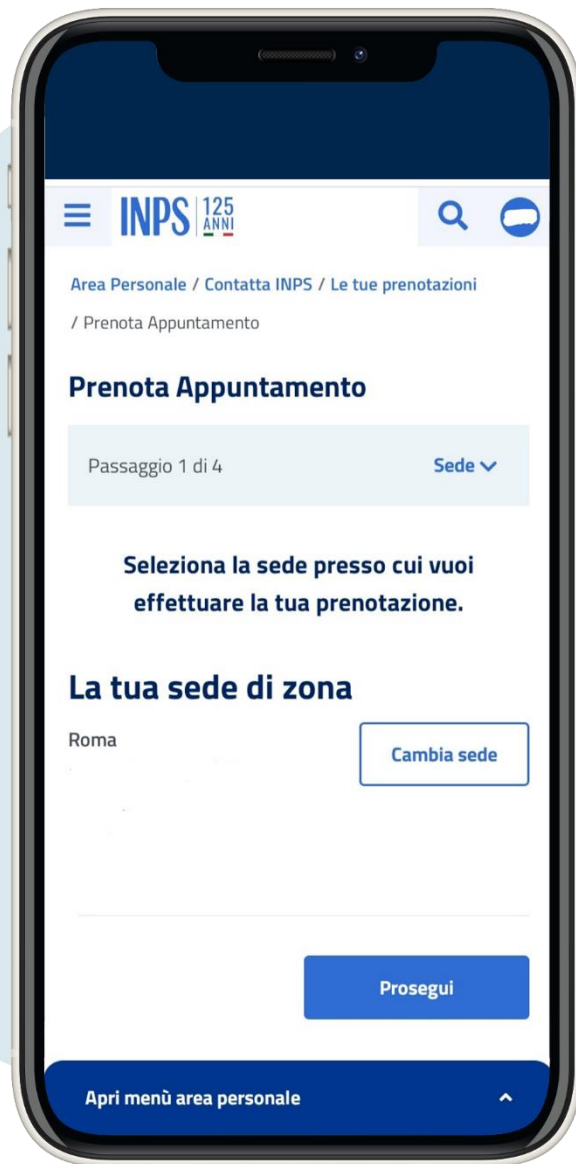 INPS 125 ANNI
Area Personale / Contatta INPS / Le tue prenotazioni
/ Prenota Appuntamento
Prenota Appuntamento
Passaggio 1 di 4 Sede
Seleziona la sede presso cui vuoi
effettuare la tua prenotazione.
La tua sede di zona
Roma Cambia sede
Prosegui
Apri menù area personale